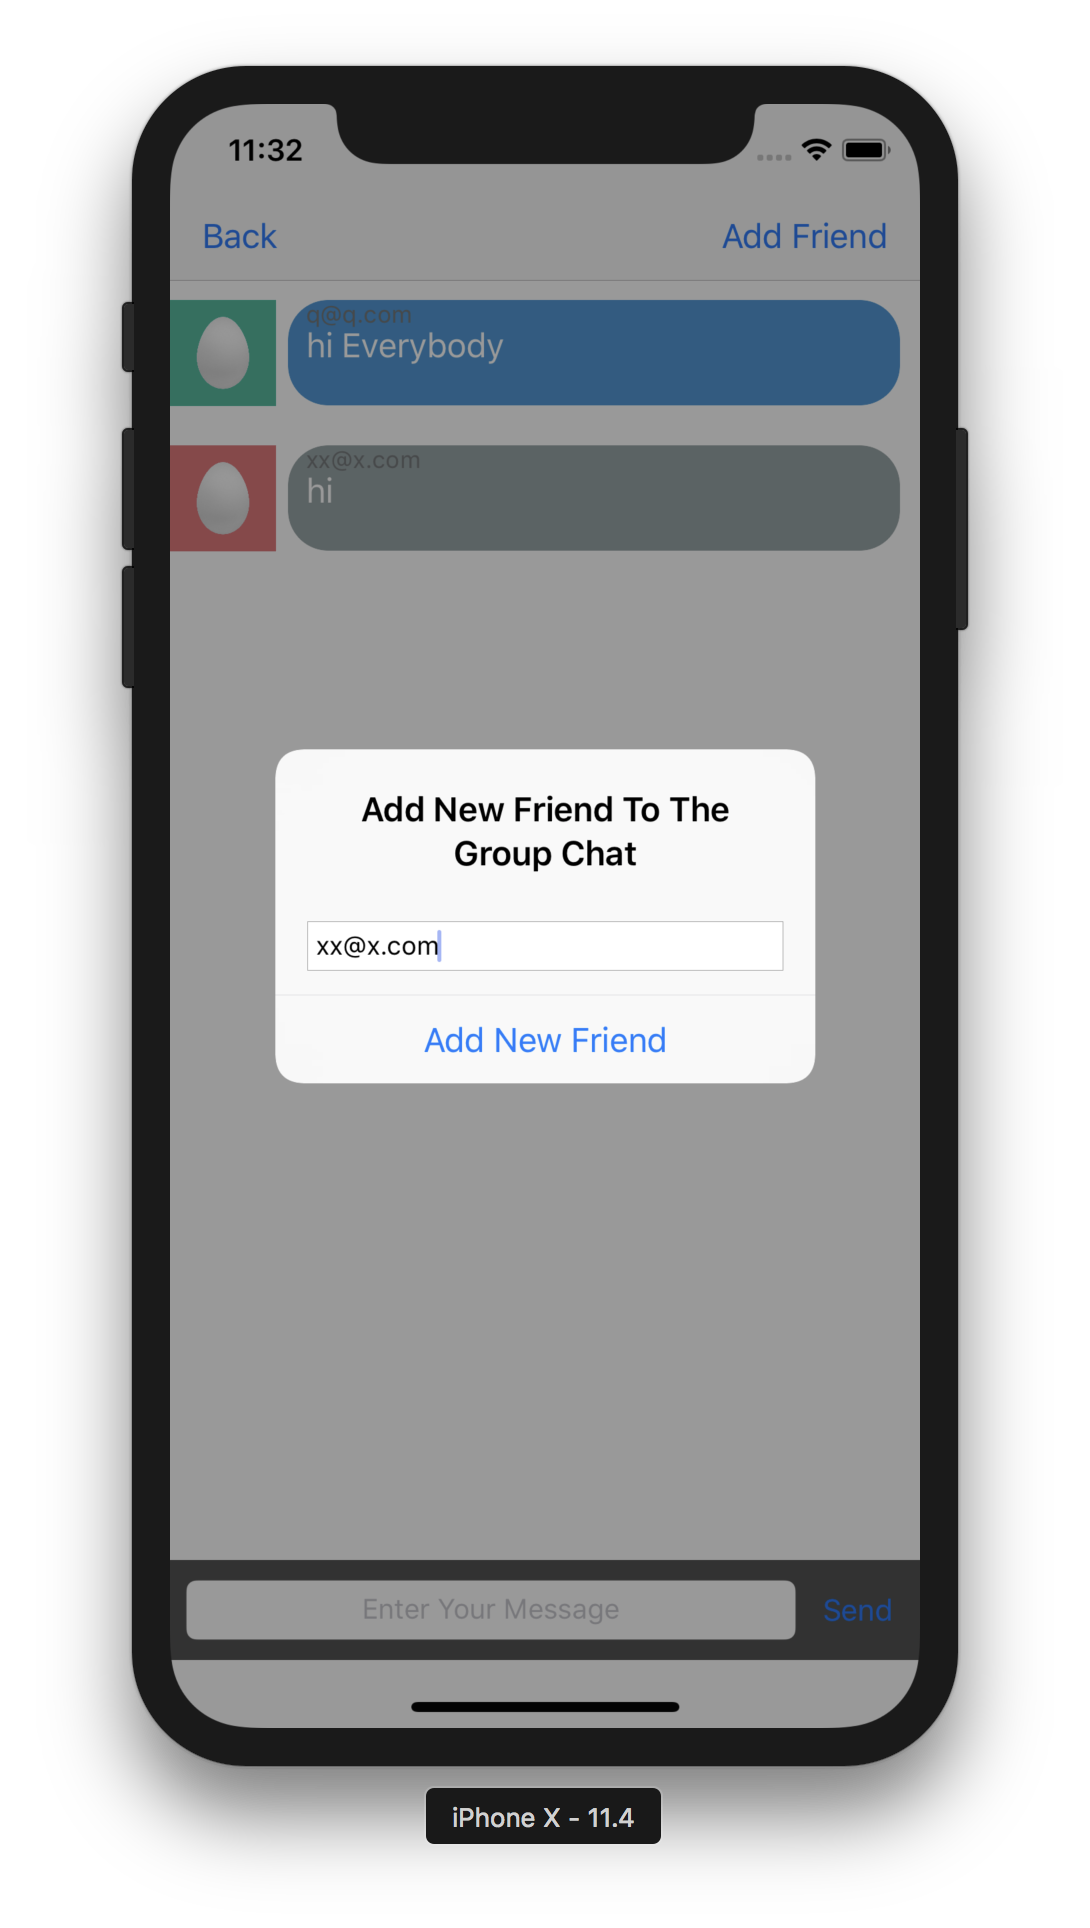 11:32
Back
Add Friend
q@q.com
hi Everybody
xx@x.com
hi
Add New Friend To The
Group Chat
xx@x.com
Add New Friend
Enter Your Message
Send
iPhone X - 11.4